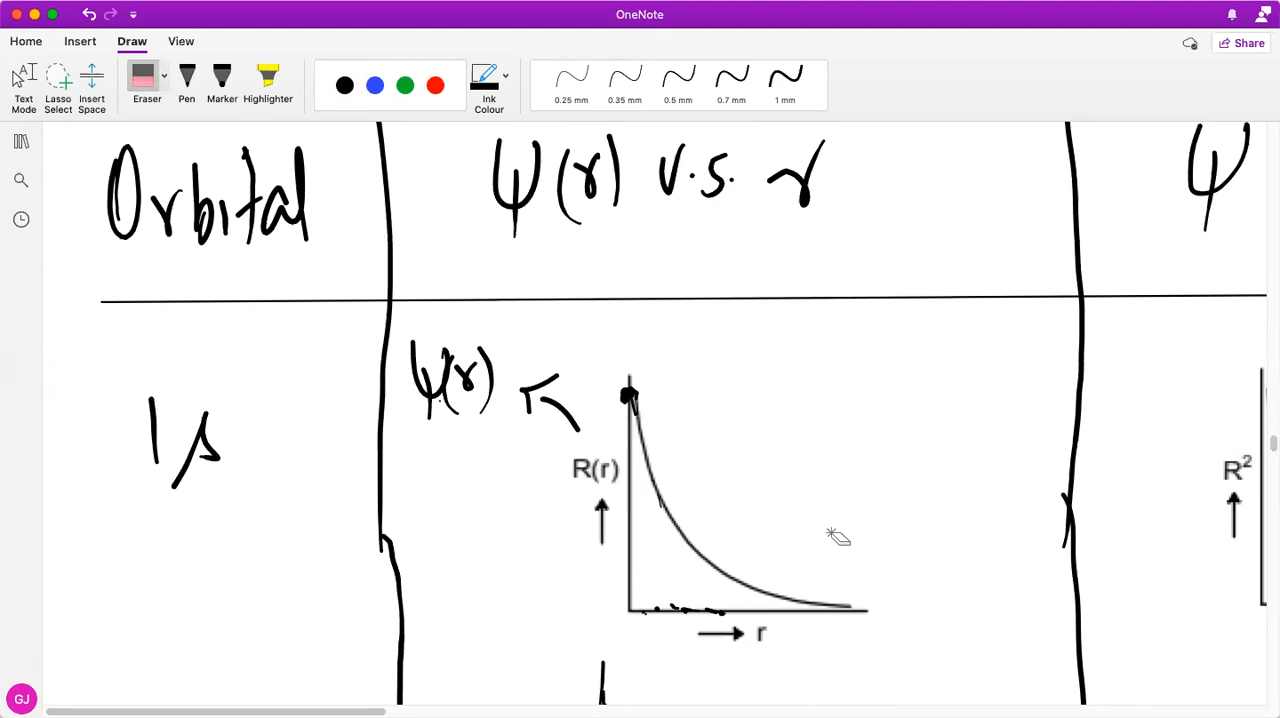 OneNote
Home Insert Draw View
Share
Text Mode
Lasso Select
Insert Space
Eraser
Pen
Marker
Highlighter
Ink Colour
0.25 mm
0.35 mm
0.5 mm
0.7 mm
1 mm
Orbital
Ψ(r) v.s. r
Ψ
1s
Ψ(r)
R(r)
r
R²
GJ